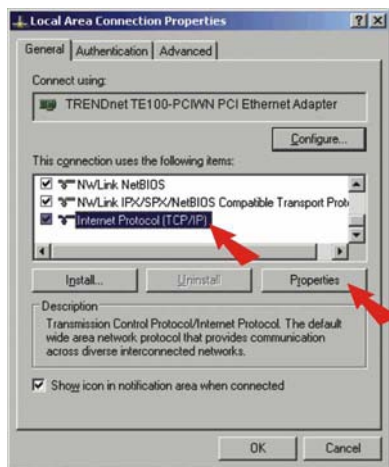 Local Area Connection Properties
General
Authentication
Advanced
Connect using:
TRENDnet TE100-PCIWN PCI Ethernet Adapter
Configure...
This connection uses the following items:
NWLink NetBIOS
NWLink IPX/SPX/NetBIOS Compatible Transport Prot
Internet Protocol (TCP/IP)
Install...
Uninstall
Properties
Description
Transmission Control Protocol/Internet Protocol. The default
wide area network protocol that provides communication
across diverse interconnected networks.
Show icon in notification area when connected
OK
Cancel